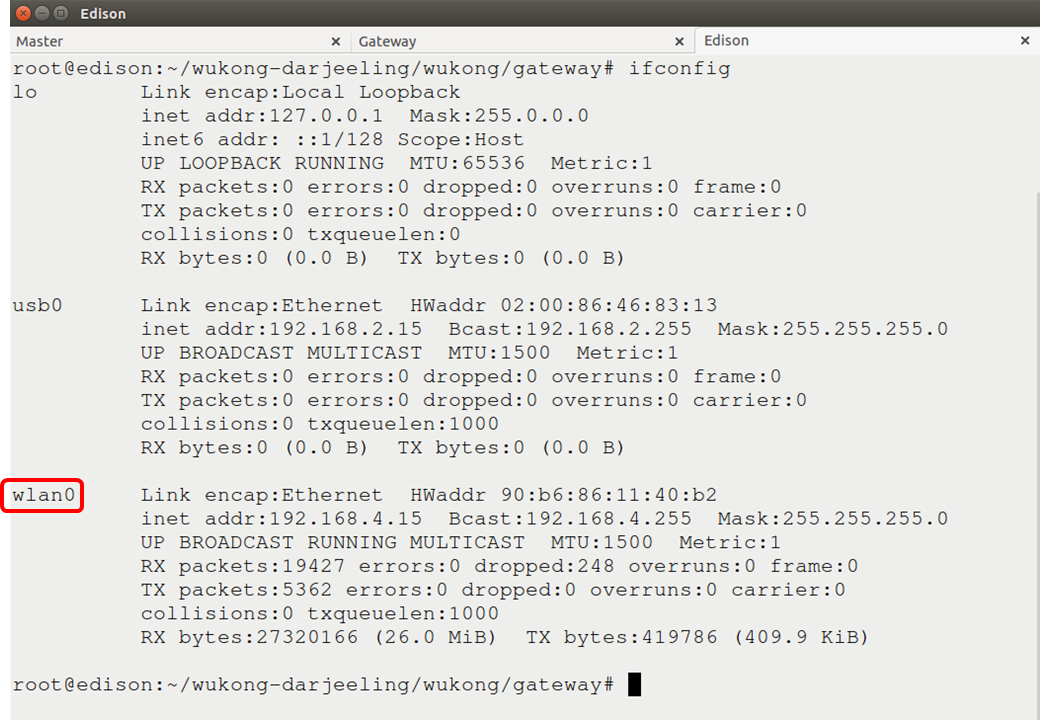 Edison
Master × Gateway × Edison ×
root@edison:~/wukong-darjeeling/wukong/gateway# ifconfig
lo        Link encap:Local Loopback
          inet addr:127.0.0.1  Mask:255.0.0.0
          inet6 addr: ::1/128 Scope:Host
          UP LOOPBACK RUNNING  MTU:65536  Metric:1
          RX packets:0 errors:0 dropped:0 overruns:0 frame:0
          TX packets:0 errors:0 dropped:0 overruns:0 carrier:0
          collisions:0 txqueuelen:0
          RX bytes:0 (0.0 B)  TX bytes:0 (0.0 B)
usb0      Link encap:Ethernet  HWaddr 02:00:86:46:83:13
          inet addr:192.168.2.15  Bcast:192.168.2.255  Mask:255.255.255.0
          UP BROADCAST MULTICAST  MTU:1500  Metric:1
          RX packets:0 errors:0 dropped:0 overruns:0 frame:0
          TX packets:0 errors:0 dropped:0 overruns:0 carrier:0
          collisions:0 txqueuelen:1000
          RX bytes:0 (0.0 B)  TX bytes:0 (0.0 B)
wlan0     Link encap:Ethernet  HWaddr 90:b6:86:11:40:b2
          inet addr:192.168.4.15  Bcast:192.168.4.255  Mask:255.255.255.0
          UP BROADCAST RUNNING MULTICAST  MTU:1500  Metric:1
          RX packets:19427 errors:0 dropped:248 overruns:0 frame:0
          TX packets:5362 errors:0 dropped:0 overruns:0 carrier:0
          collisions:0 txqueuelen:1000
          RX bytes:27320166 (26.0 MiB)  TX bytes:419786 (409.9 KiB)
root@edison:~/wukong-darjeeling/wukong/gateway#